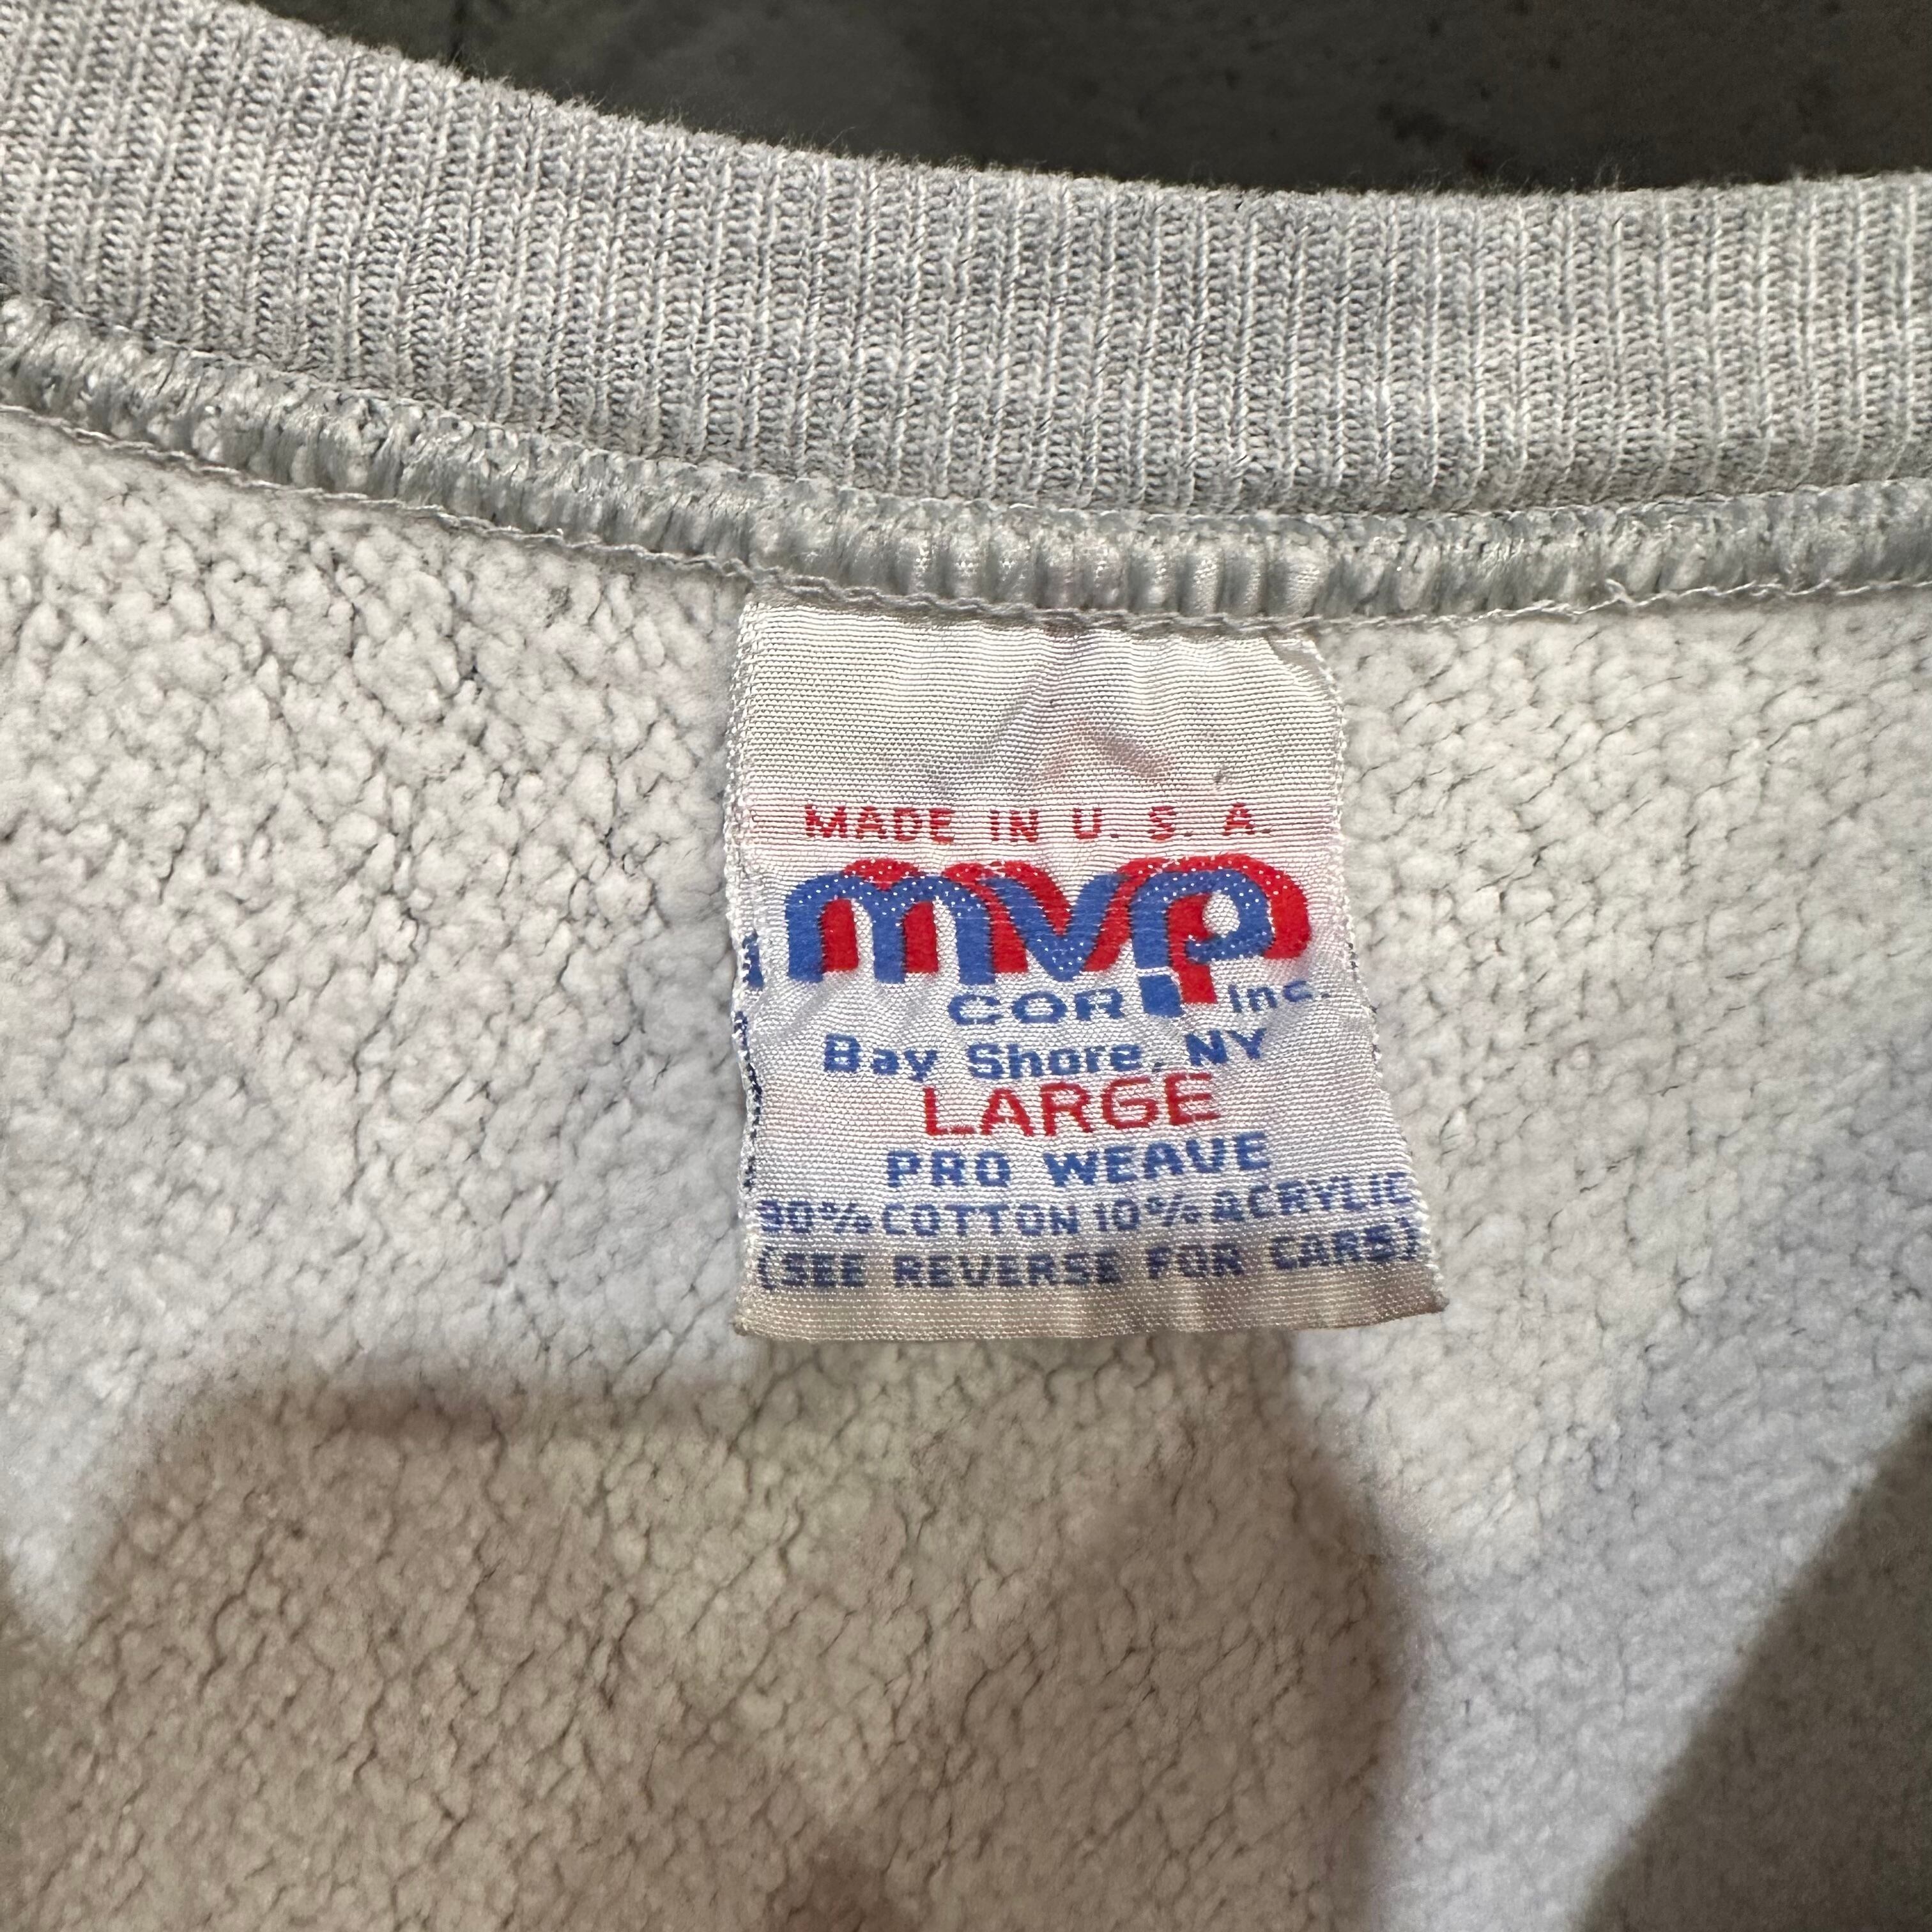 MADE IN U. S. A.
mvp
CORP inc.
Bay Shore, NY
LARGE
PRO WEAVE
90% COTTON 10% ACRYLIC
(SEE REVERSE FOR CARE)